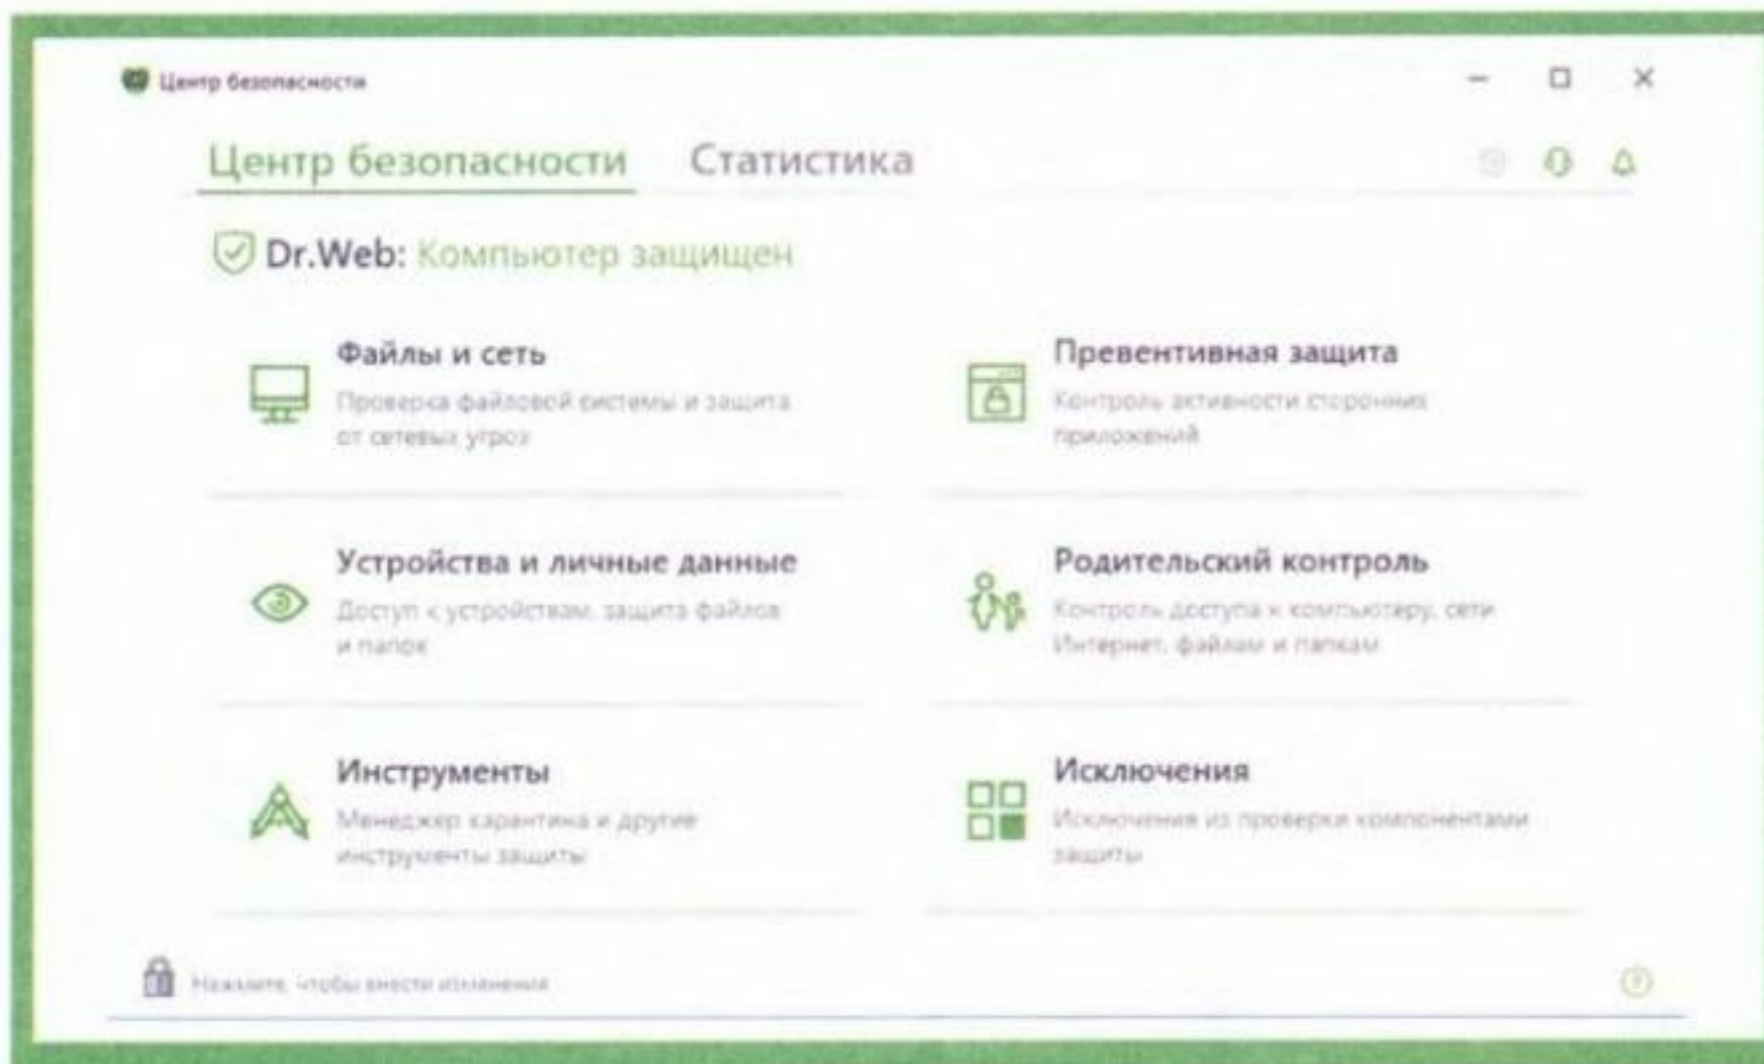 Центр безопасности
Центр безопасности Статистика
Dr.Web: Компьютер защищен
Файлы и сеть
Проверка файловой системы и защита
от сетевых угроз
Превентивная защита
Контроль активности сторонних
приложений
Устройства и личные данные
Доступ к устройствам, защита файлов
и папок
Родительский контроль
Контроль доступа к компьютеру, сети
Интернет, файлам и папкам
Инструменты
Менеджер карантина и другие
инструменты защиты
Исключения
Исключения из проверки компонентами
защиты
Нажмите, чтобы внести изменения